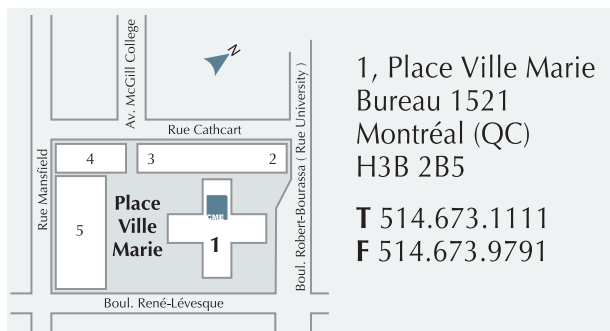 Av. McGill College
N
Rue Cathcart
Rue Mansfield
Boul. Robert-Bourassa ( Rue University )
4
3
2
5
Place
Ville
Marie
CME
1
Boul. René-Lévesque
1, Place Ville Marie
Bureau 1521
Montréal (QC)
H3B 2B5
T 514.673.1111
F 514.673.9791